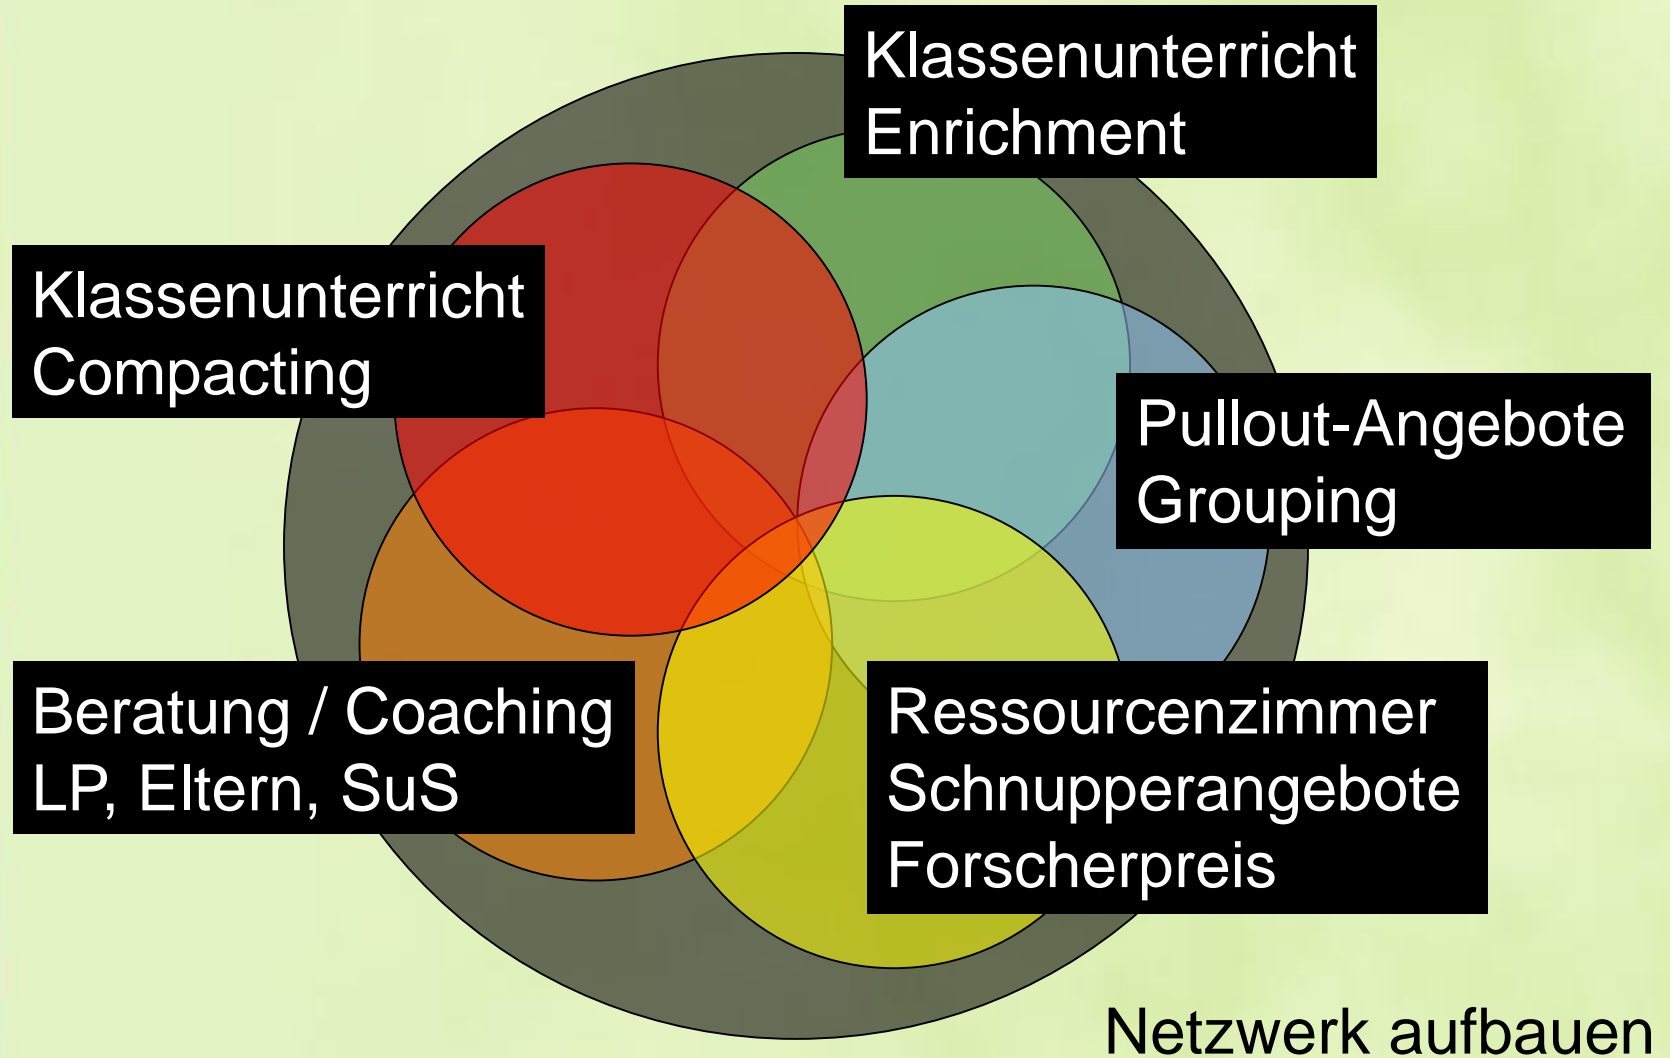 Klassenunterricht
Enrichment
Klassenunterricht
Compacting
Pullout-Angebote
Grouping
Beratung / Coaching
LP, Eltern, SuS
Ressourcenzimmer
Schnupperangebote
Forscherpreis
Netzwerk aufbauen